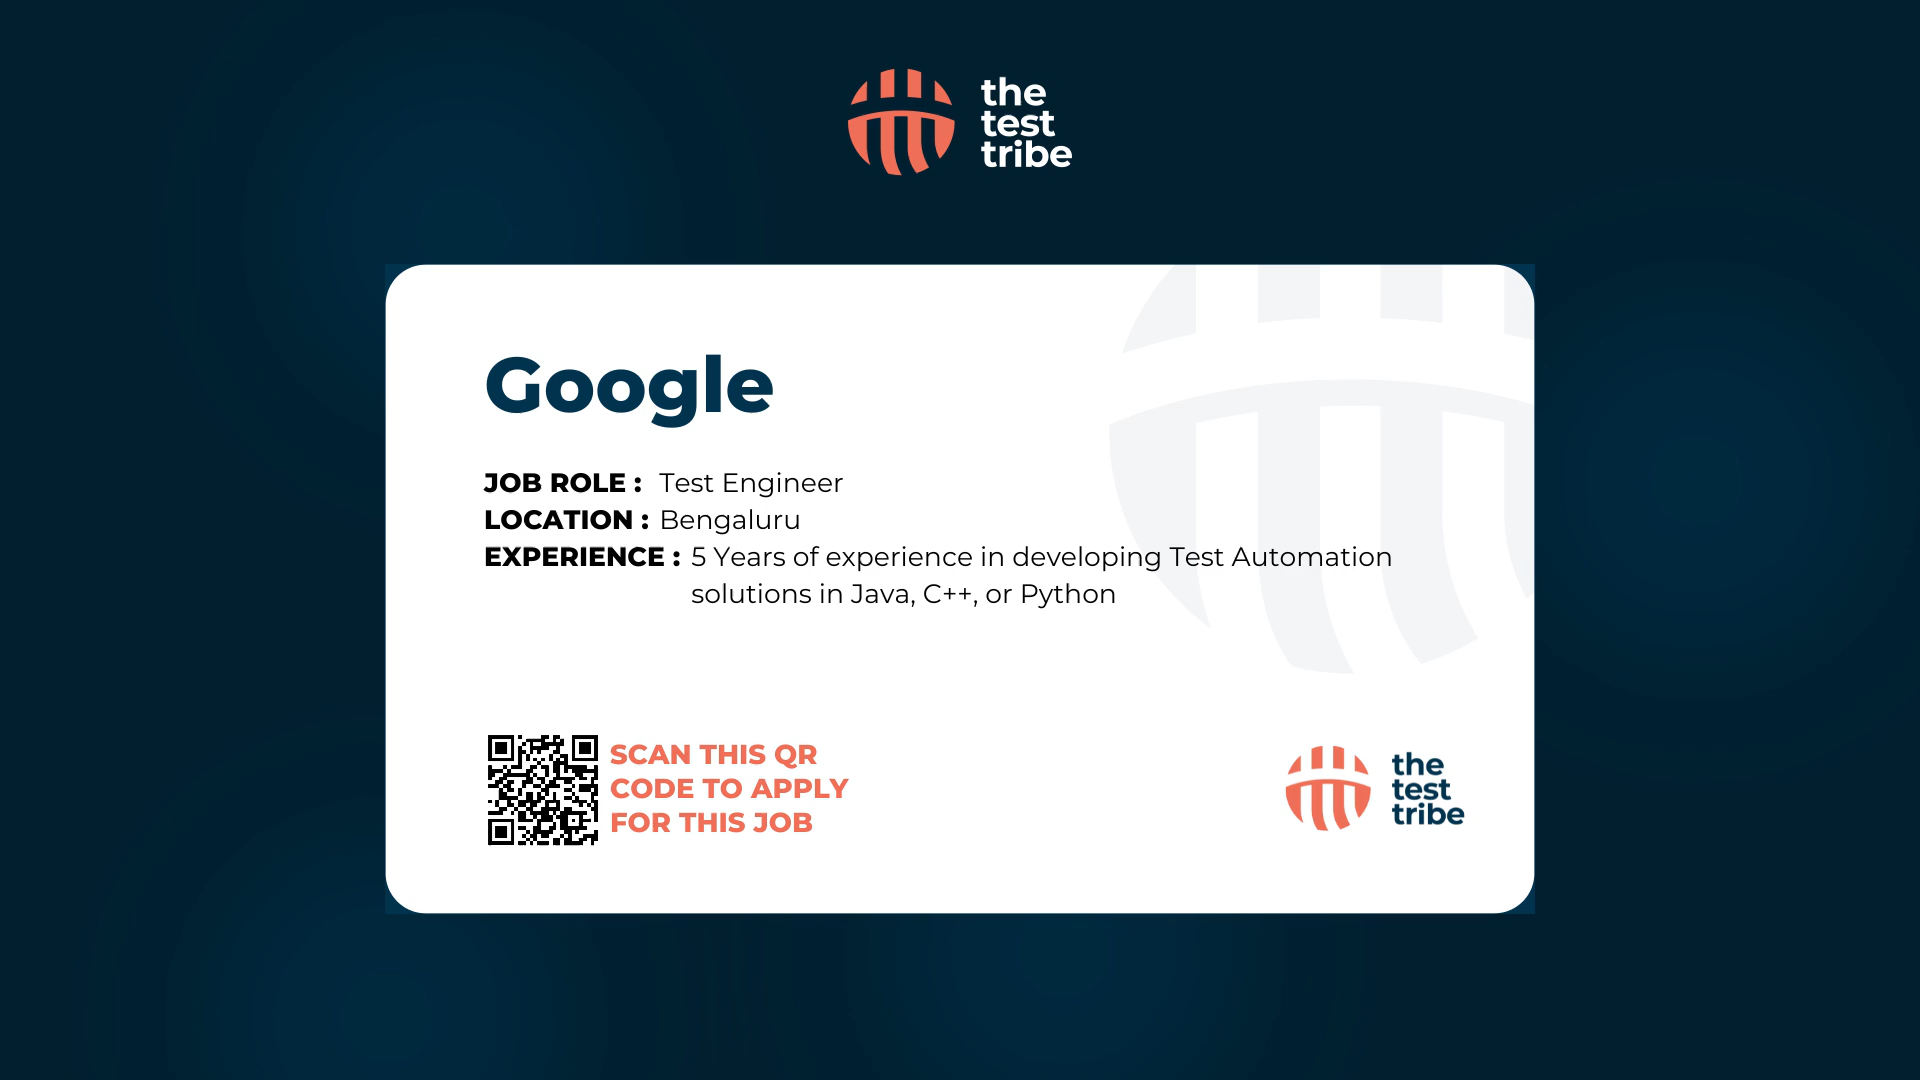 the
test
tribe
Google
JOB ROLE : Test Engineer
LOCATION : Bengaluru
EXPERIENCE : 5 Years of experience in developing Test Automation
solutions in Java, C++, or Python
SCAN THIS QR
CODE TO APPLY
FOR THIS JOB
the
test
tribe